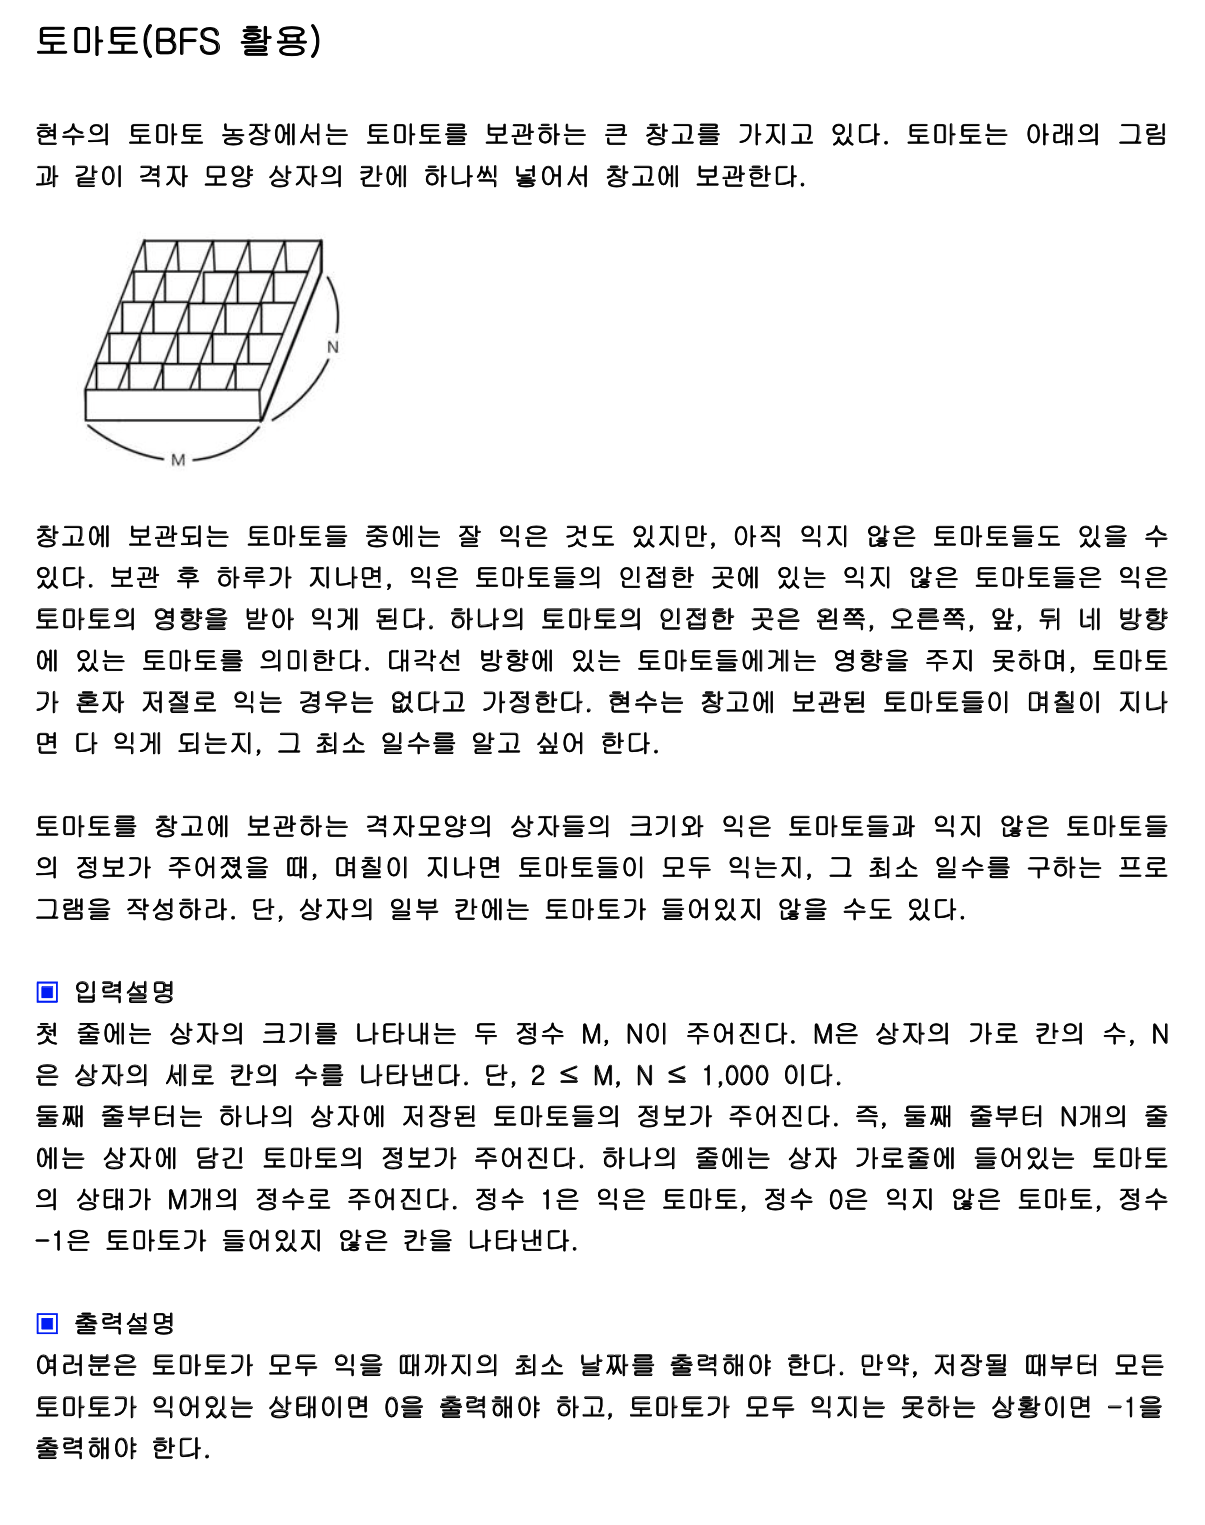 토마토(BFS 활용)
현수의 토마토 농장에서는 토마토를 보관하는 큰 창고를 가지고 있다. 토마토는 아래의 그림
과 같이 격자 모양 상자의 칸에 하나씩 넣어서 창고에 보관한다.
N
M
창고에 보관되는 토마토들 중에는 잘 익은 것도 있지만, 아직 익지 않은 토마토들도 있을 수
있다. 보관 후 하루가 지나면, 익은 토마토들의 인접한 곳에 있는 익지 않은 토마토들은 익은
토마토의 영향을 받아 익게 된다. 하나의 토마토의 인접한 곳은 왼쪽, 오른쪽, 앞, 뒤 네 방향
에 있는 토마토를 의미한다. 대각선 방향에 있는 토마토들에게는 영향을 주지 못하며, 토마토
가 혼자 저절로 익는 경우는 없다고 가정한다. 현수는 창고에 보관된 토마토들이 며칠이 지나
면 다 익게 되는지, 그 최소 일수를 알고 싶어 한다.
토마토를 창고에 보관하는 격자모양의 상자들의 크기와 익은 토마토들과 익지 않은 토마토들
의 정보가 주어졌을 때, 며칠이 지나면 토마토들이 모두 익는지, 그 최소 일수를 구하는 프로
그램을 작성하라. 단, 상자의 일부 칸에는 토마토가 들어있지 않을 수도 있다.
▣ 입력설명
첫 줄에는 상자의 크기를 나타내는 두 정수 M, N이 주어진다. M은 상자의 가로 칸의 수, N
은 상자의 세로 칸의 수를 나타낸다. 단, 2 ≤ M, N ≤ 1,000 이다.
둘째 줄부터는 하나의 상자에 저장된 토마토들의 정보가 주어진다. 즉, 둘째 줄부터 N개의 줄
에는 상자에 담긴 토마토의 정보가 주어진다. 하나의 줄에는 상자 가로줄에 들어있는 토마토
의 상태가 M개의 정수로 주어진다. 정수 1은 익은 토마토, 정수 0은 익지 않은 토마토, 정수
-1은 토마토가 들어있지 않은 칸을 나타낸다.
▣ 출력설명
여러분은 토마토가 모두 익을 때까지의 최소 날짜를 출력해야 한다. 만약, 저장될 때부터 모든
토마토가 익어있는 상태이면 0을 출력해야 하고, 토마토가 모두 익지는 못하는 상황이면 -1을
출력해야 한다.